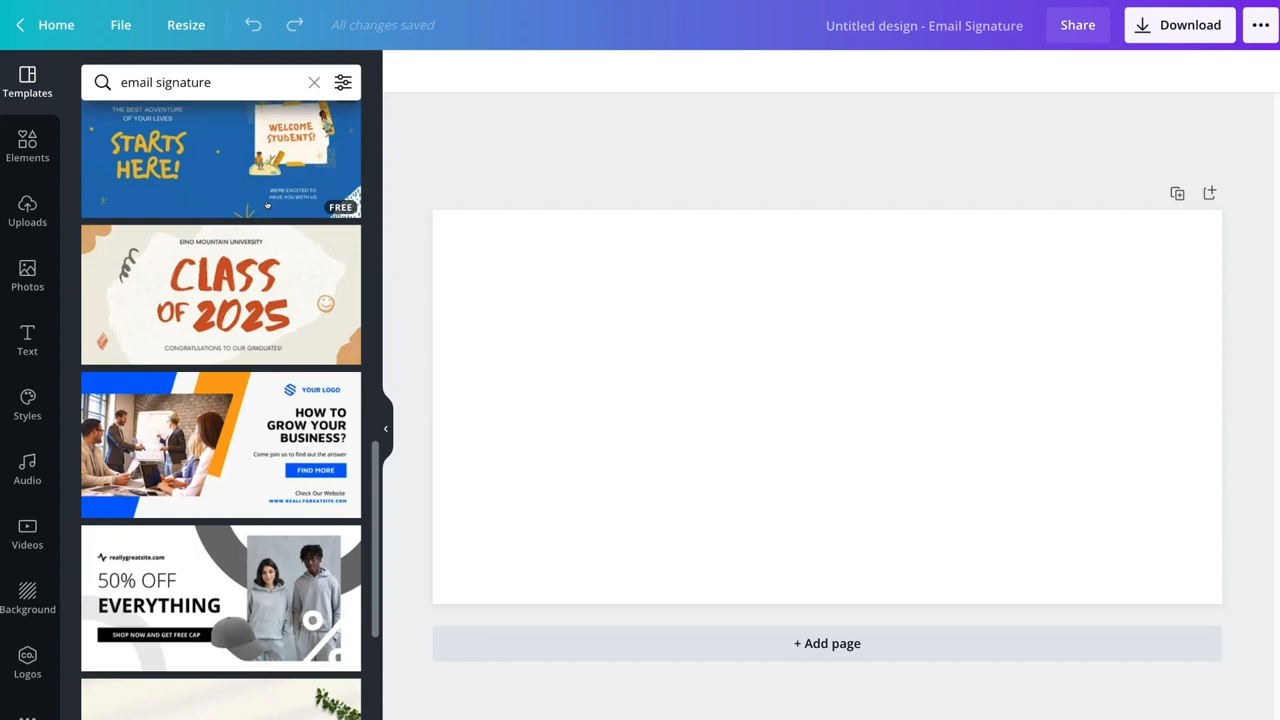 Home
File
Resize
All changes saved
Untitled design - Email Signature
Share
Download
Templates
Elements
Uploads
Photos
Text
Styles
Audio
Videos
Background
CO.
Logos
email signature
THE BEST ADVENTURE
OF YOUR LIVES
STARTS
HERE!
WELCOME
STUDENTS!
WE'RE EXCITED TO
HAVE YOU WITH US
FREE
EINO MOUNTAIN UNIVERSITY
CLASS
OF 2025
CONGRATULATIONS TO OUR GRADUATES!
YOUR LOGO
HOW TO
GROW YOUR
BUSINESS?
Come join us to find out the answer
FIND MORE
Check Our Website
WWW.REALLYGREATSITE.COM
reallygreatsite.com
50% OFF
EVERYTHING
SHOP NOW AND GET FREE CAP
+ Add page